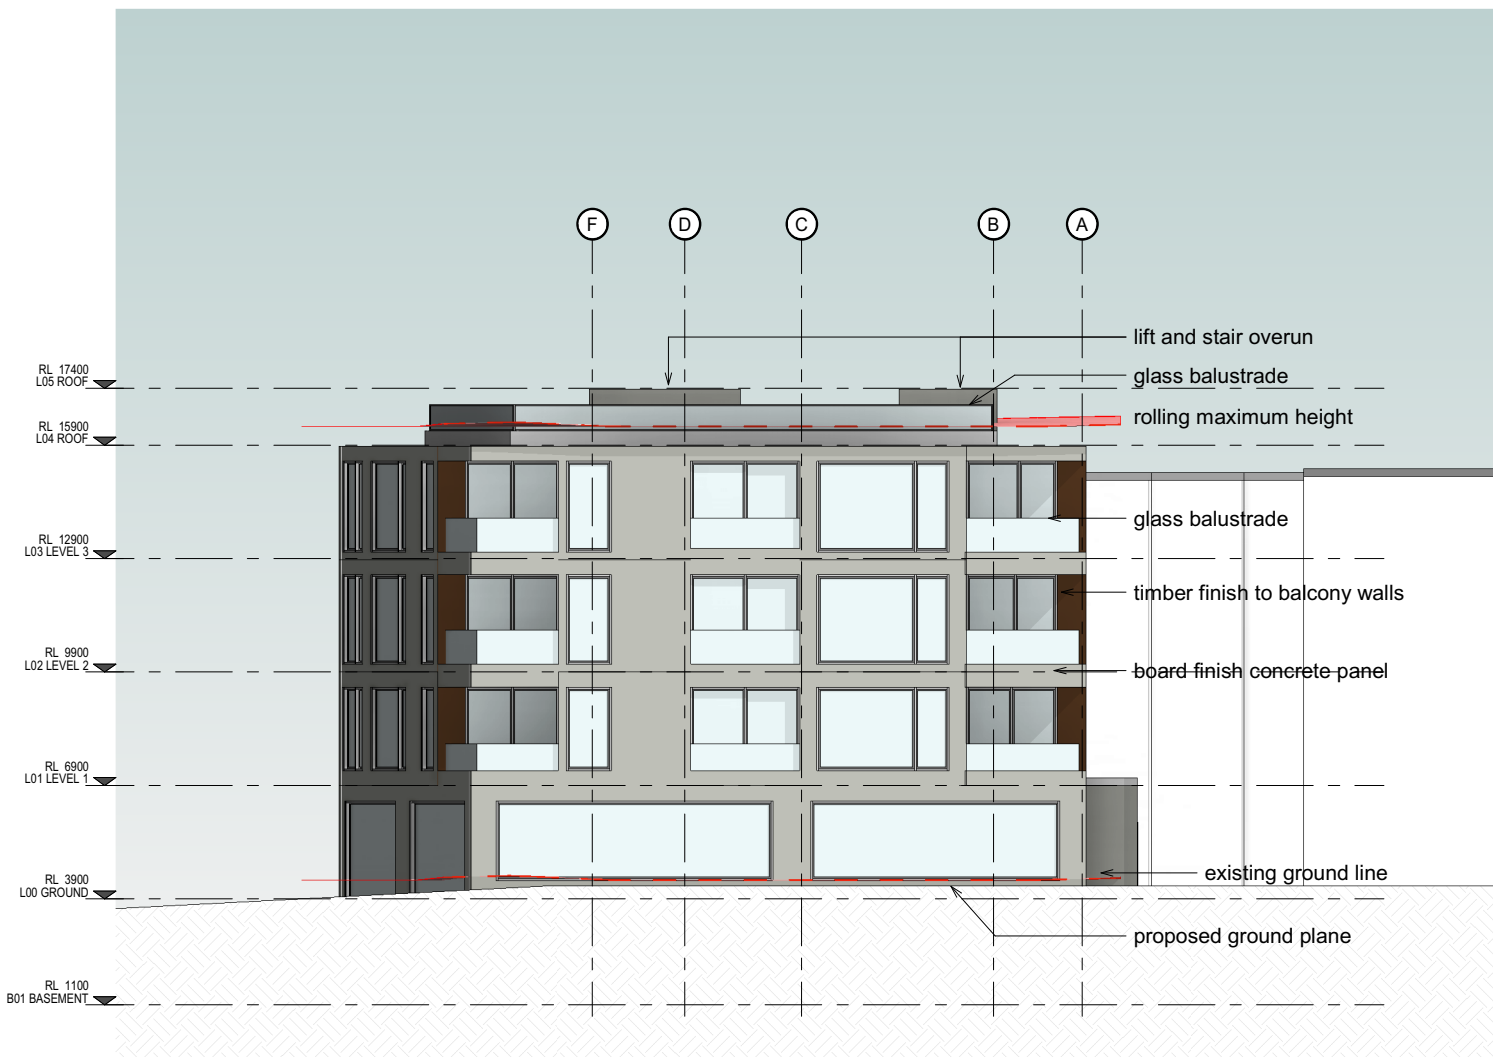 F D C B A
lift and stair overun
RL 17400
L05 ROOF
glass balustrade
rolling maximum height
RL 15900
L04 ROOF
glass balustrade
RL 12900
L03 LEVEL 3
timber finish to balcony walls
RL 9900
L02 LEVEL 2
board finish concrete panel
RL 6900
L01 LEVEL 1
existing ground line
RL 3900
L00 GROUND
proposed ground plane
RL 1100
B01 BASEMENT